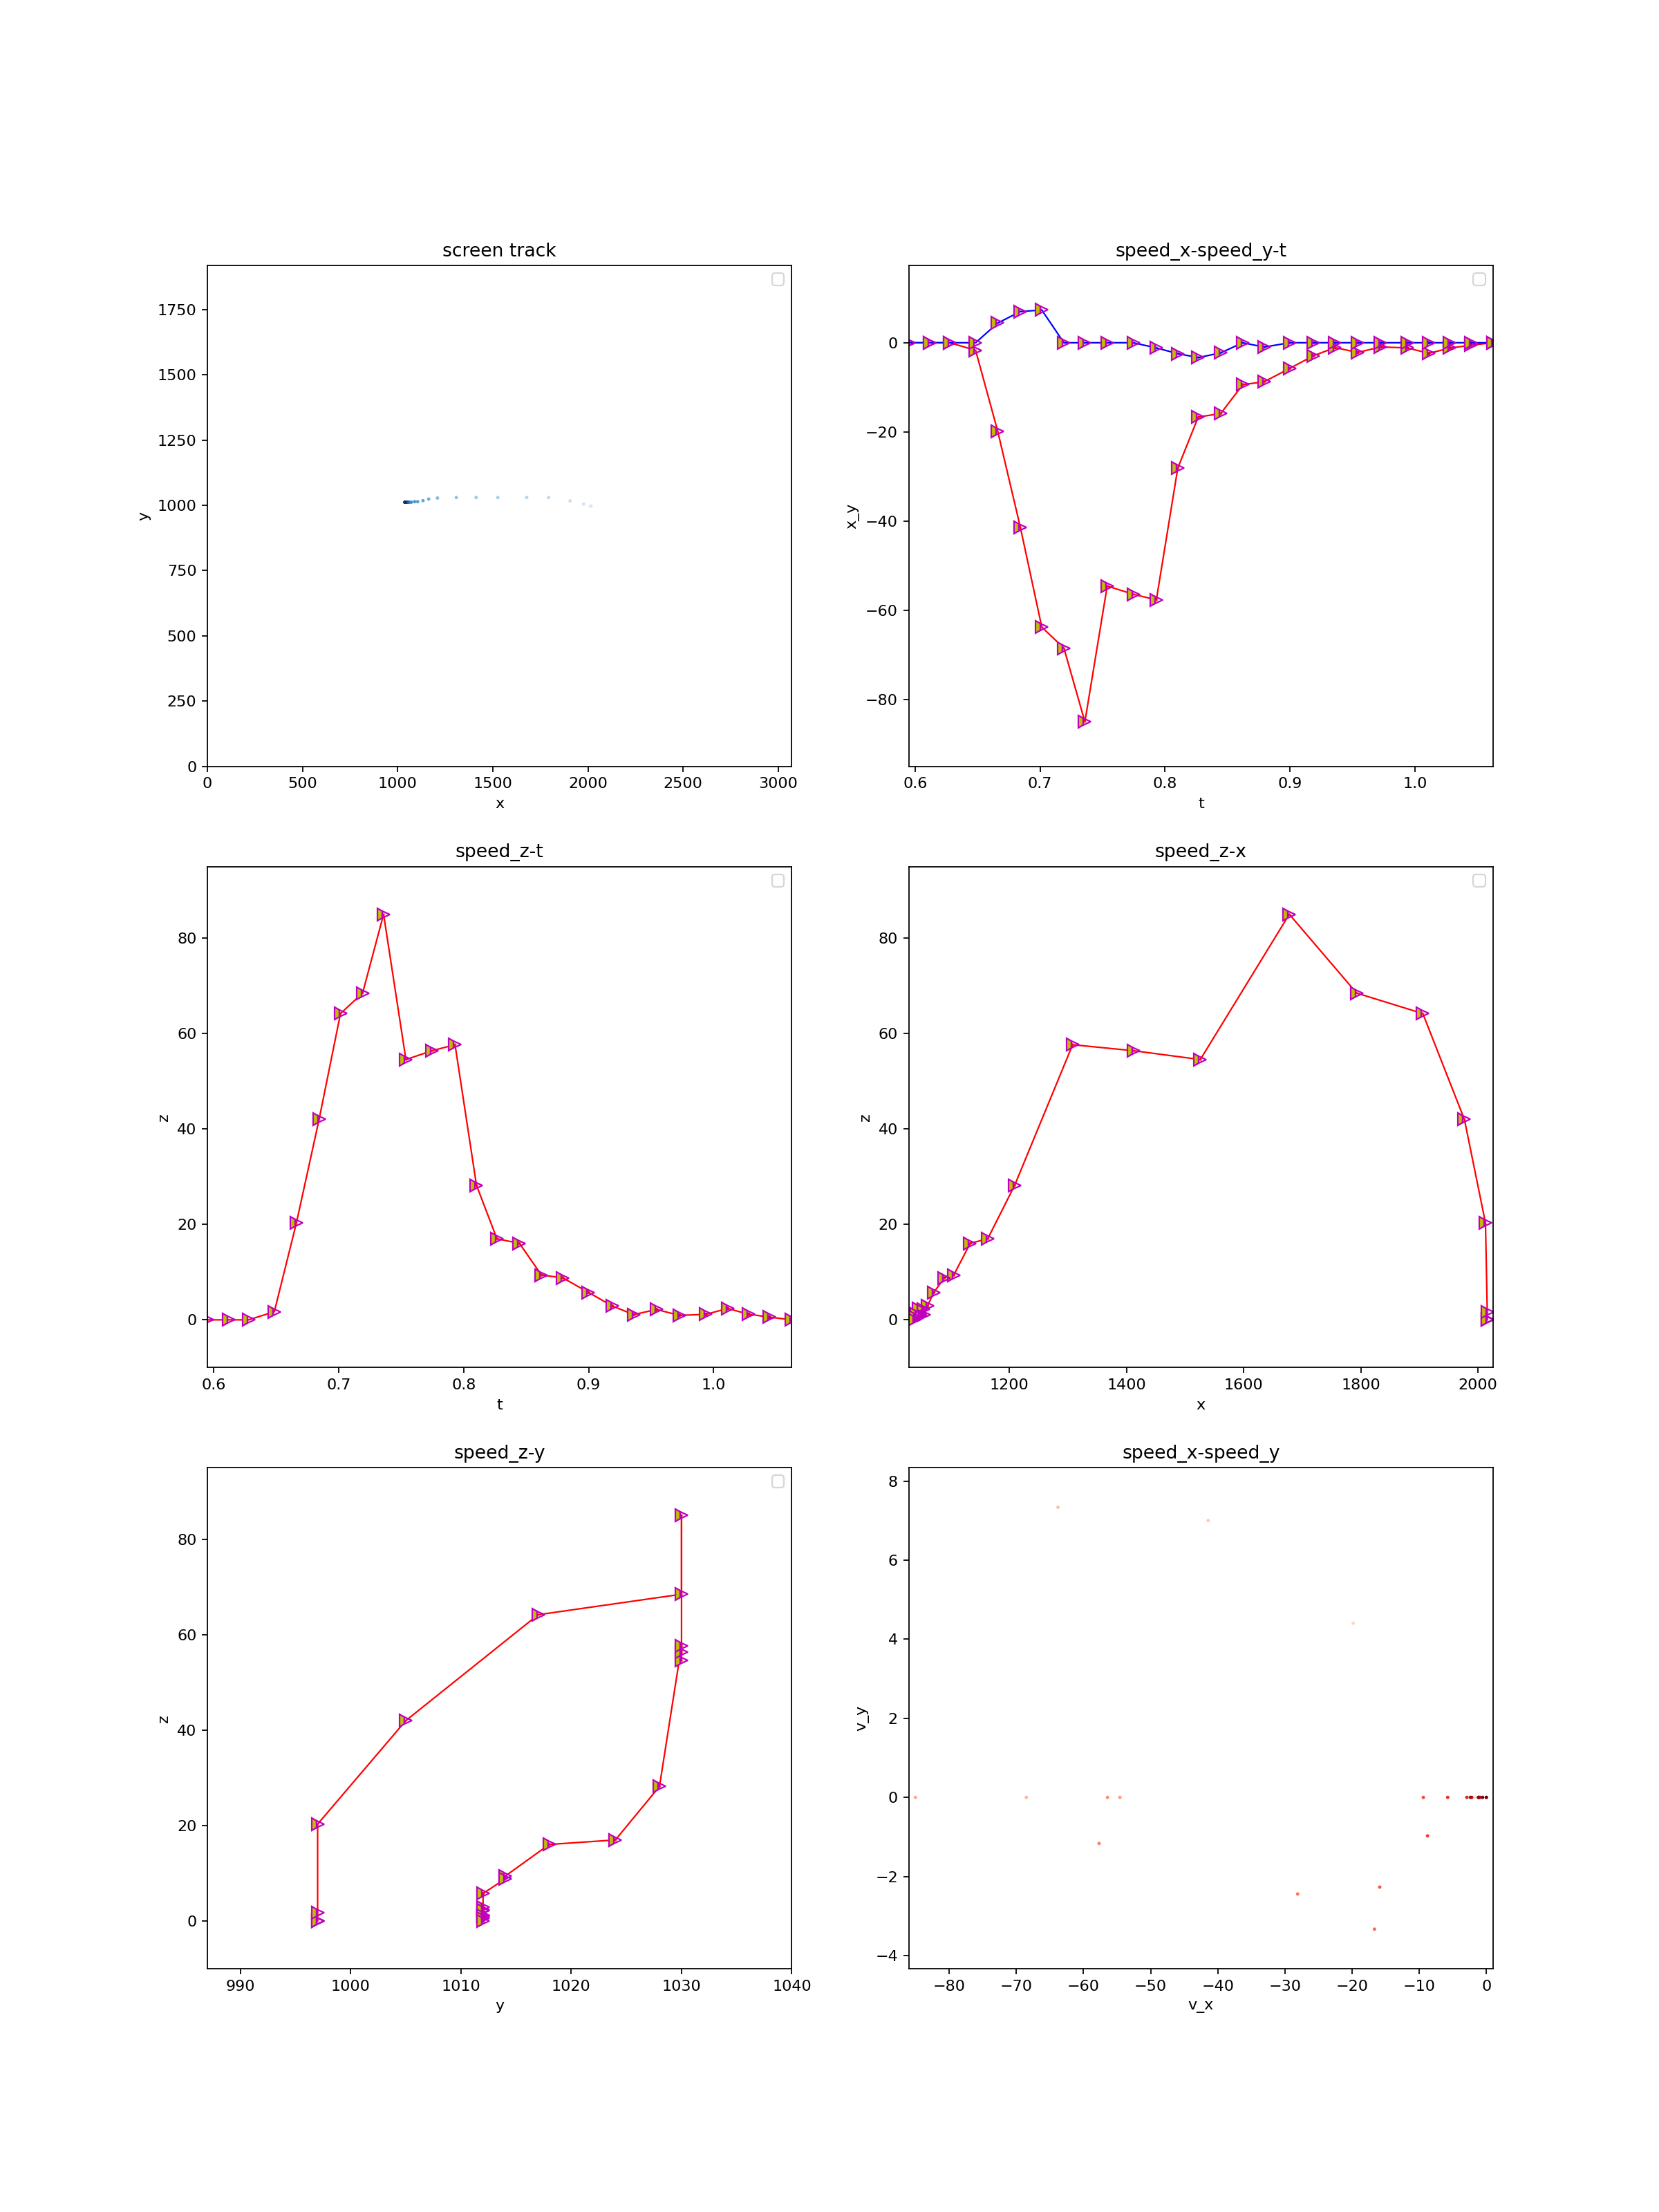 screen track
1750
1500
1250
1000
750
500
250
0
y
0 500 1000 1500 2000 2500 3000
x
speed_x-speed_y-t
0
−20
−40
−60
−80
x_y
0.6 0.7 0.8 0.9 1.0
t
speed_z-t
80
60
40
20
0
z
0.6 0.7 0.8 0.9 1.0
t
speed_z-x
80
60
40
20
0
z
1200 1400 1600 1800 2000
x
speed_z-y
80
60
40
20
0
z
990 1000 1010 1020 1030 1040
y
speed_x-speed_y
8
6
4
2
0
−2
−4
v_y
−80 −70 −60 −50 −40 −30 −20 −10 0
v_x